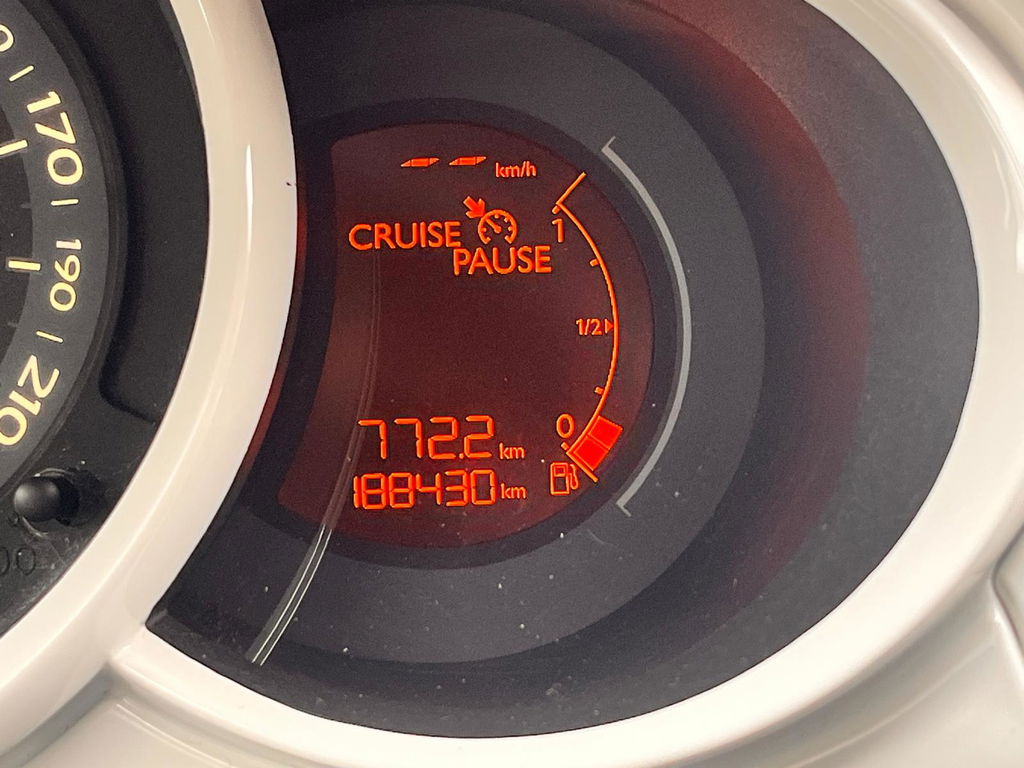 170
190
210
-- km/h
CRUISE
PAUSE
1
1/2
0
772.2 km
188430 km